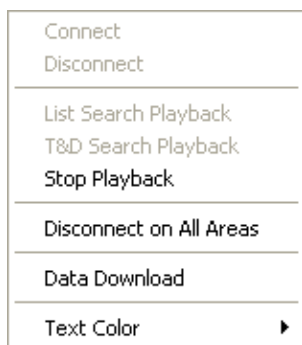 Connect
Disconnect
List Search Playback
T&D Search Playback
Stop Playback
Disconnect on All Areas
Data Download
Text Color